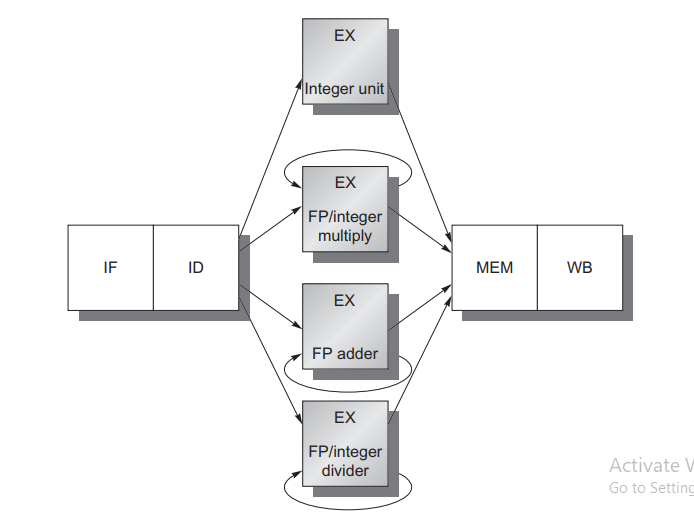 EX
Integer unit
EX
FP/integer
multiply
IF
ID
MEM
WB
EX
FP adder
EX
FP/integer
divider
Activate
Go to Setting